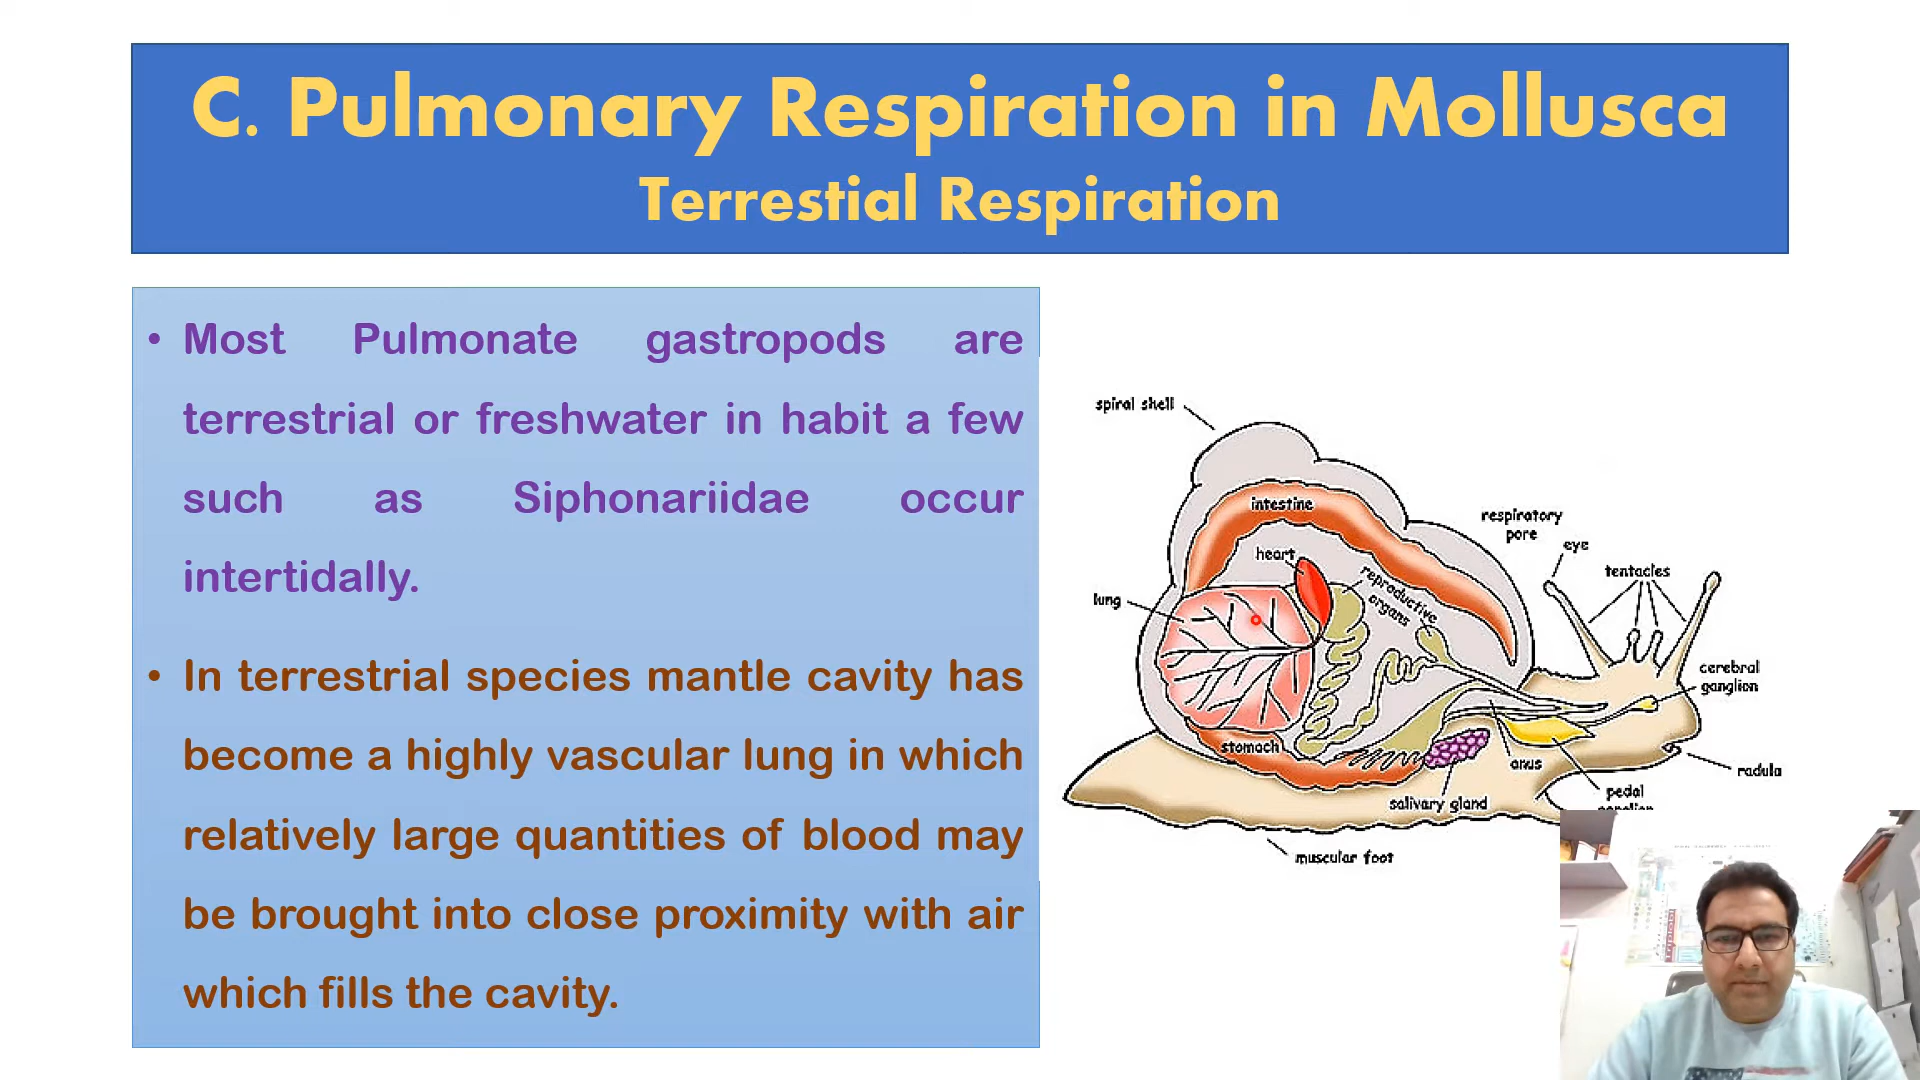 C. Pulmonary Respiration in Mollusca
Terrestial Respiration
• Most Pulmonate gastropods are
terrestrial or freshwater in habit a few
such as Siphonariidae occur
intertidally.
• In terrestrial species mantle cavity has
become a highly vascular lung in which
relatively large quantities of blood may
be brought into close proximity with air
which fills the cavity.
spiral shell
intestine
respiratory
pore
eye
heart
tentacles
reproductive
organs
lung
cerebral
ganglion
stomach
anus
radula
pedal
salivary gland
muscular foot